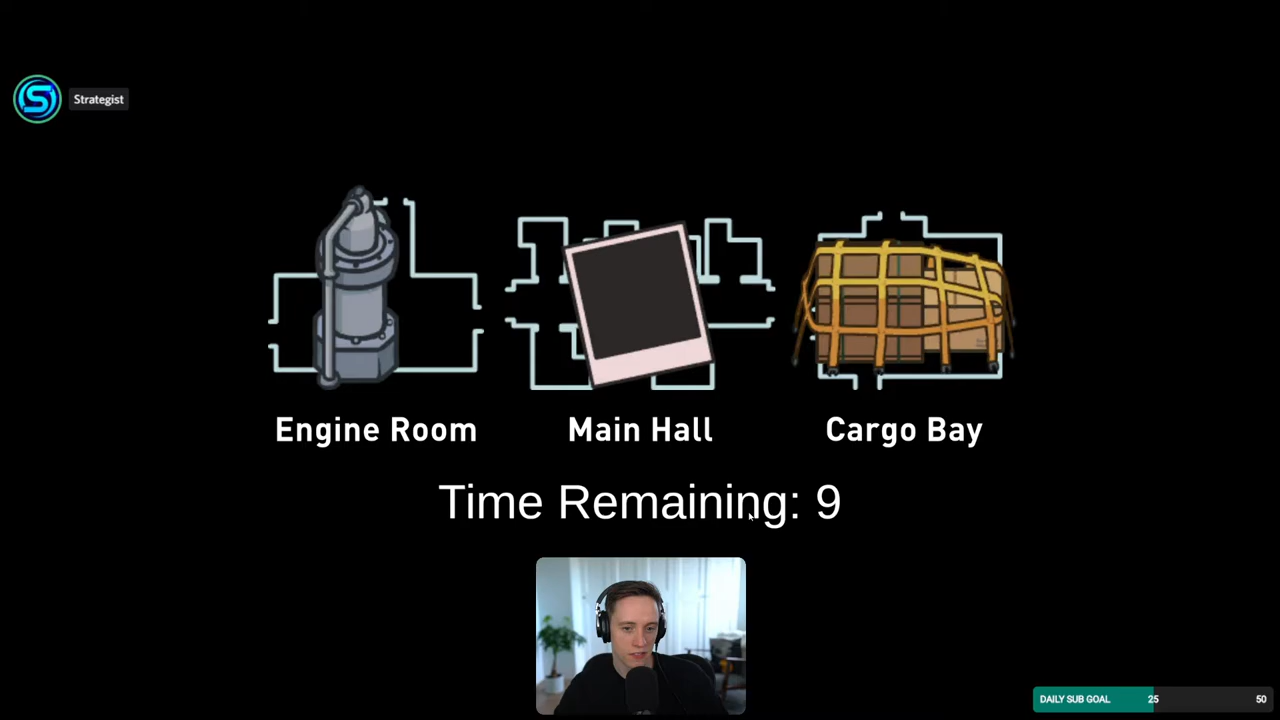 Strategist
Engine Room
Main Hall
Cargo Bay
Time Remaining: 9
DAILY SUB GOAL 25 50